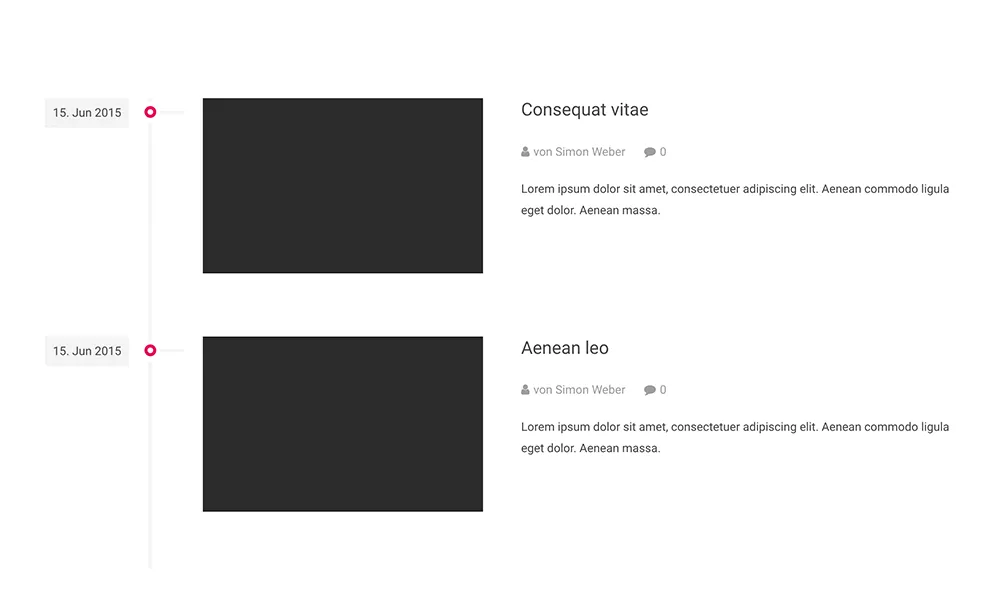 15. Jun 2015
Consequat vitae
von Simon Weber 0
Lorem ipsum dolor sit amet, consectetuer adipiscing elit. Aenean commodo ligula
eget dolor. Aenean massa.
15. Jun 2015
Aenean leo
von Simon Weber 0
Lorem ipsum dolor sit amet, consectetuer adipiscing elit. Aenean commodo ligula
eget dolor. Aenean massa.